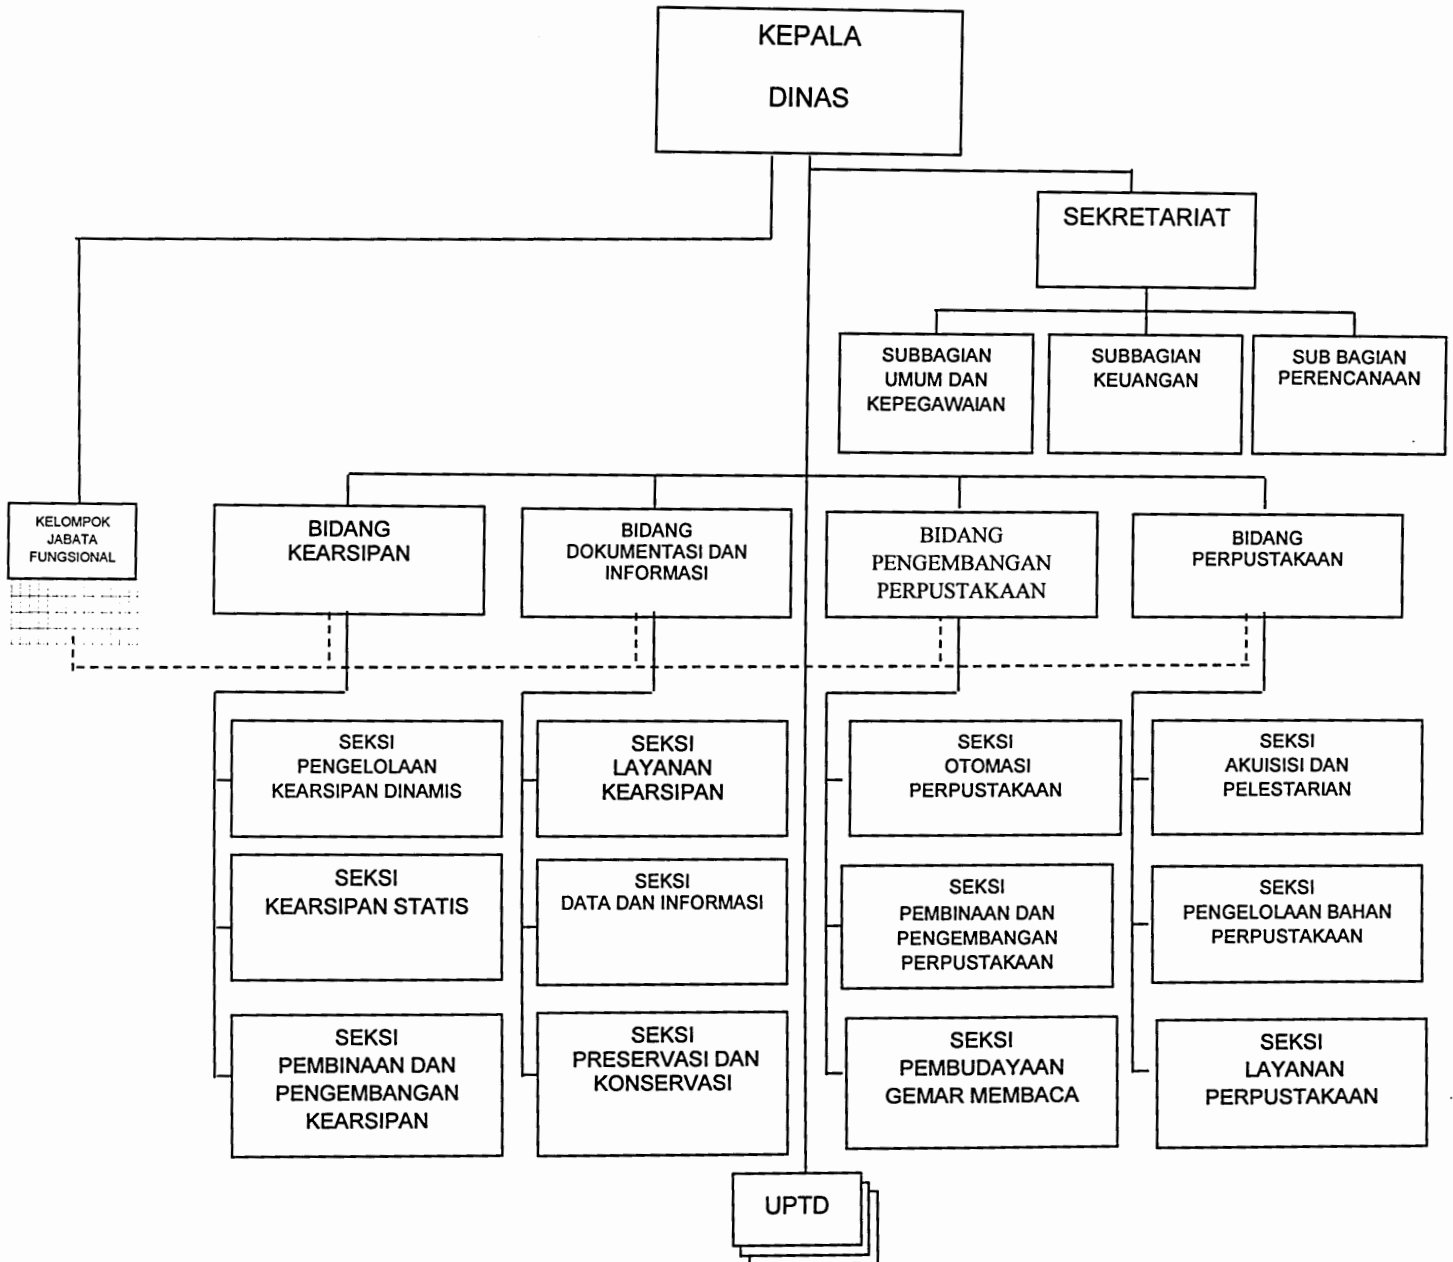 KEPALA
DINAS
SEKRETARIAT
SUBBAGIAN
UMUM DAN
KEPEGAWAIAN
SUBBAGIAN
KEUANGAN
SUB BAGIAN
PERENCANAAN
KELOMPOK
JABATA
FUNGSIONAL
BIDANG
KEARSIPAN
BIDANG
DOKUMENTASI DAN
INFORMASI
BIDANG
PENGEMBANGAN
PERPUSTAKAAN
BIDANG
PERPUSTAKAAN
SEKSI
PENGELOLAAN
KEARSIPAN DINAMIS
SEKSI
LAYANAN
KEARSIPAN
SEKSI
OTOMASI
PERPUSTAKAAN
SEKSI
AKUISISI DAN
PELESTARIAN
SEKSI
KEARSIPAN STATIS
SEKSI
DATA DAN INFORMASI
SEKSI
PEMBINAAN DAN
PENGEMBANGAN
PERPUSTAKAAN
SEKSI
PENGELOLAAN BAHAN
PERPUSTAKAAN
SEKSI
PEMBINAAN DAN
PENGEMBANGAN
KEARSIPAN
SEKSI
PRESERVASI DAN
KONSERVASI
SEKSI
PEMBUDAYAAN
GEMAR MEMBACA
SEKSI
LAYANAN
PERPUSTAKAAN
UPTD